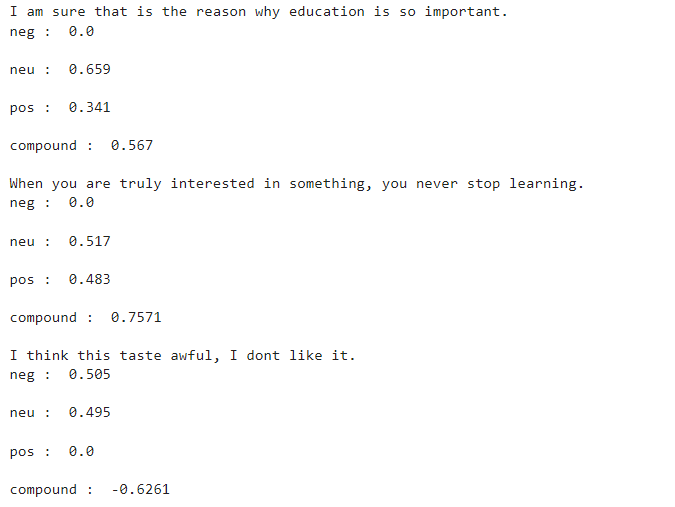 I am sure that is the reason why education is so important.
neg :  0.0
neu :  0.659
pos :  0.341
compound :  0.567
When you are truly interested in something, you never stop learning.
neg :  0.0
neu :  0.517
pos :  0.483
compound :  0.7571
I think this taste awful, I dont like it.
neg :  0.505
neu :  0.495
pos :  0.0
compound :  -0.6261